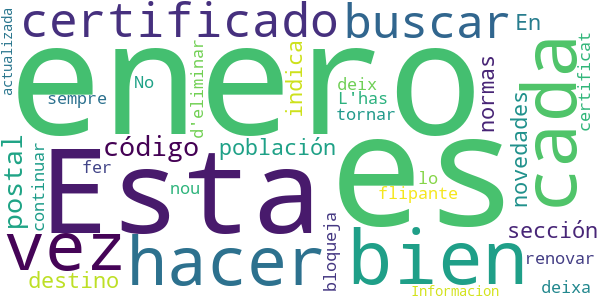 actualizada
certificado
buscar
En
enero
cada
certificat
No
d'eliminar
indica
deix
normas
sempre
L'has
tornar
novedades
postal
continuar
código
población
Esta
es
fer
nou
lo
flipante
vez
hacer
bien
bloqueja
sección
renovar
destino
Informacion
deixa